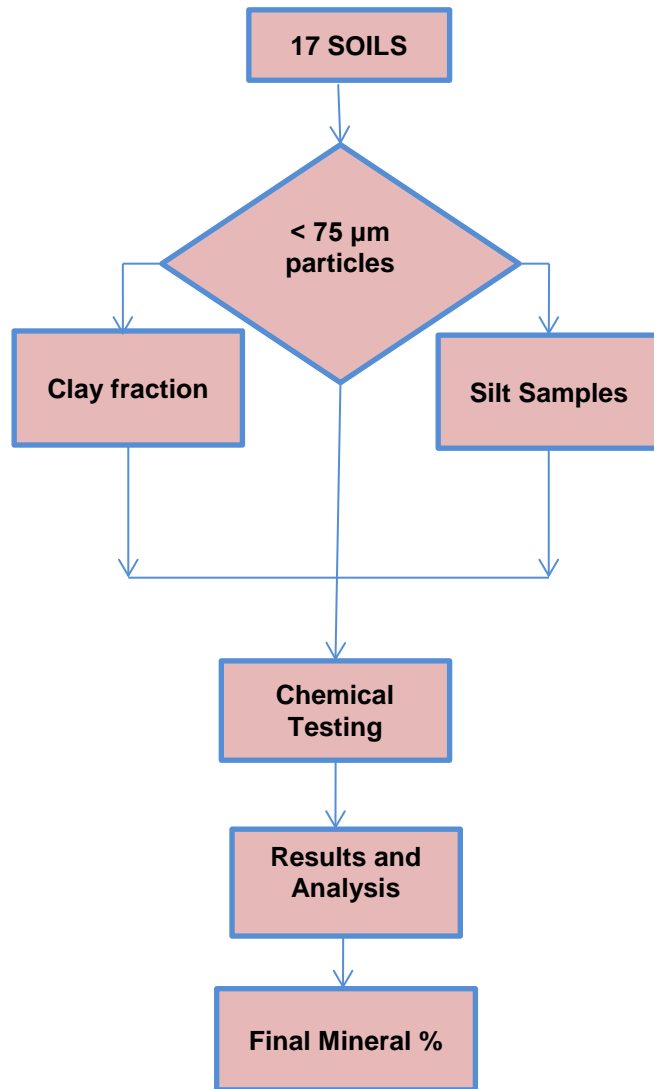 17 SOILS
< 75 µm
particles
Clay fraction
Silt Samples
Chemical
Testing
Results and
Analysis
Final Mineral %